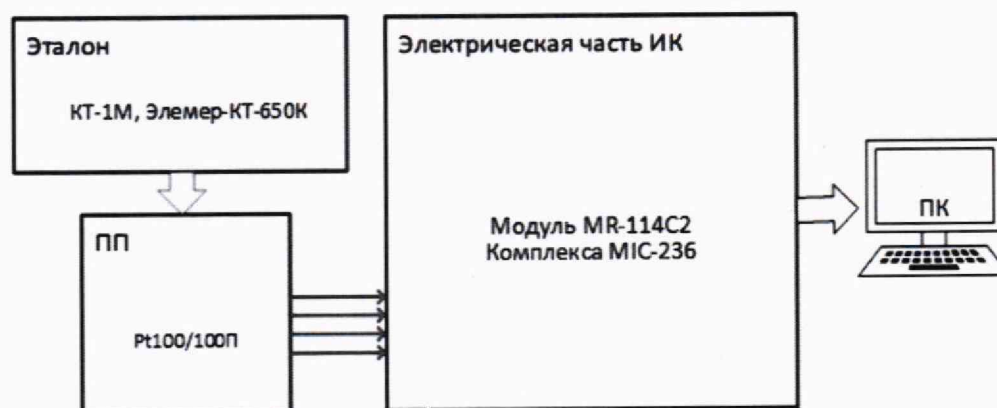 Эталон
КТ-1М, Элемер-КТ-650К
Электрическая часть ИК
Модуль MR-114C2
Комплекса MIC-236
ПК
ПП
Pt100/100П